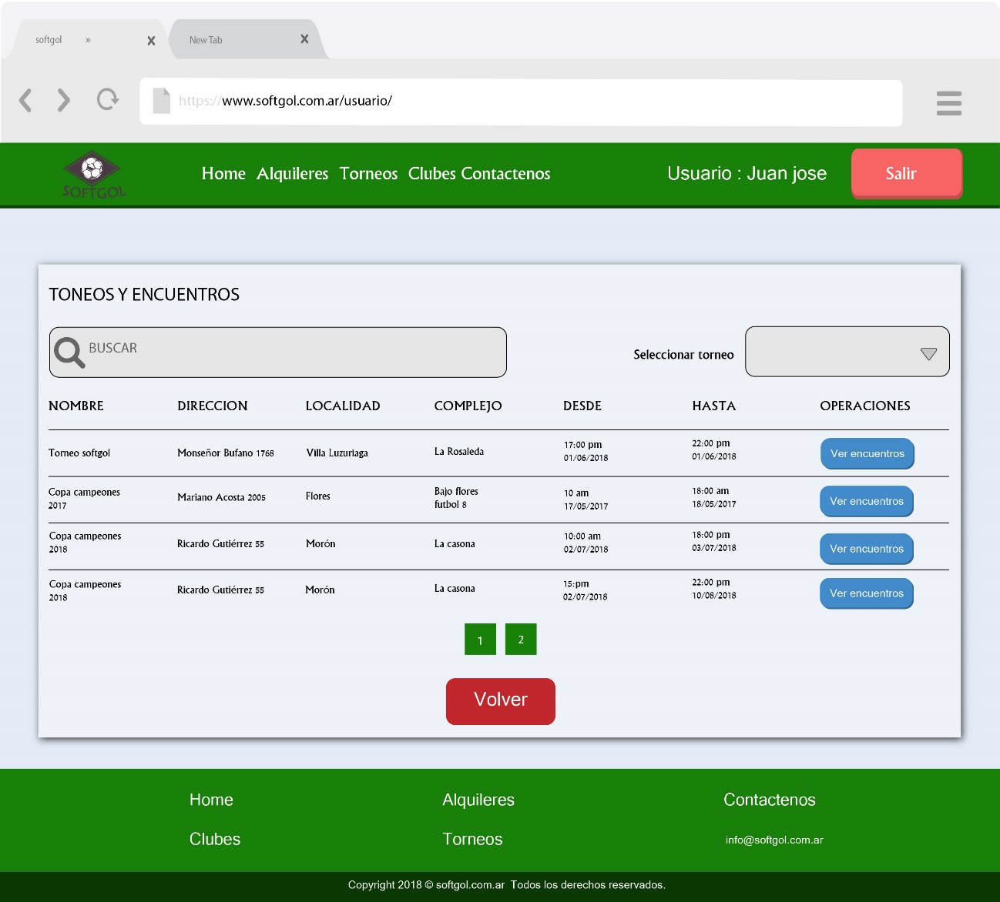 softgol »
x
New Tab
x
https://www.softgol.com.ar/usuario/
SOFTGOL
Home Alquileres Torneos Clubes Contactenos
Usuario : Juan jose
Salir
TONEOS Y ENCUENTROS
BUSCAR
Seleccionar torneo
NOMBRE DIRECCION LOCALIDAD COMPLEJO DESDE HASTA OPERACIONES
Torneo softgol
Monseñor Bufano 1768
Villa Luzuriaga
La Rosaleda
17:00 pm
01/06/2018
22:00 pm
01/06/2018
Ver encuentros
Copa campeones
2017
Mariano Acosta 2005
Flores
Bajo flores
futbol 8
10 am
17/05/2017
18:00 am
18/05/2017
Ver encuentros
Copa campeones
2018
Ricardo Gutiérrez 55
Morón
La casona
10:00 am
02/07/2018
18:00 pm
03/07/2018
Ver encuentros
Copa campeones
2018
Ricardo Gutiérrez 55
Morón
La casona
15:pm
02/07/2018
22:00 pm
10/08/2018
Ver encuentros
1 2
Volver
Home Alquileres Contactenos
Clubes Torneos info@softgol.com.ar
Copyright 2018 © softgol.com.ar Todos los derechos reservados.